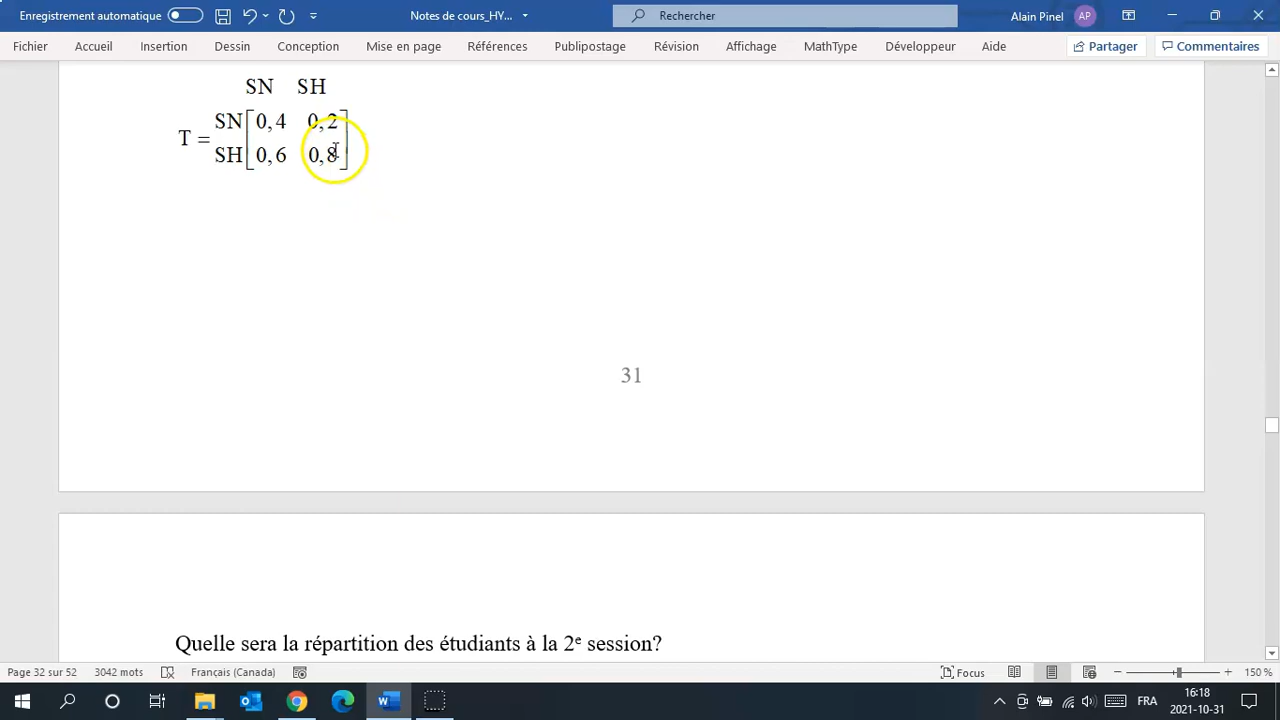 Enregistrement automatique
Notes de cours_HY...
Rechercher
Alain Pinel
AP
Fichier Accueil Insertion Dessin Conception Mise en page Références Publipostage Révision Affichage MathType Développeur Aide Partager Commentaires
SN SH
SN 0,4 0,2
T =
SH 0,6 0,8
31
Quelle sera la répartition des étudiants à la 2e session?
Page 32 sur 52 3042 mots Français (Canada) Focus 150 %
FRA
16:18
2021-10-31